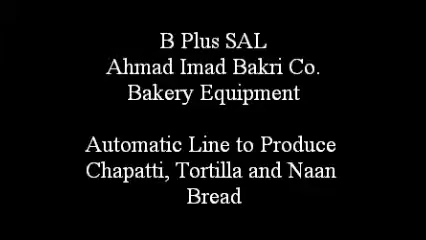 B Plus SAL
Ahmad Imad Bakri Co.
Bakery Equipment
Automatic Line to Produce
Chapatti, Tortilla and Naan
Bread